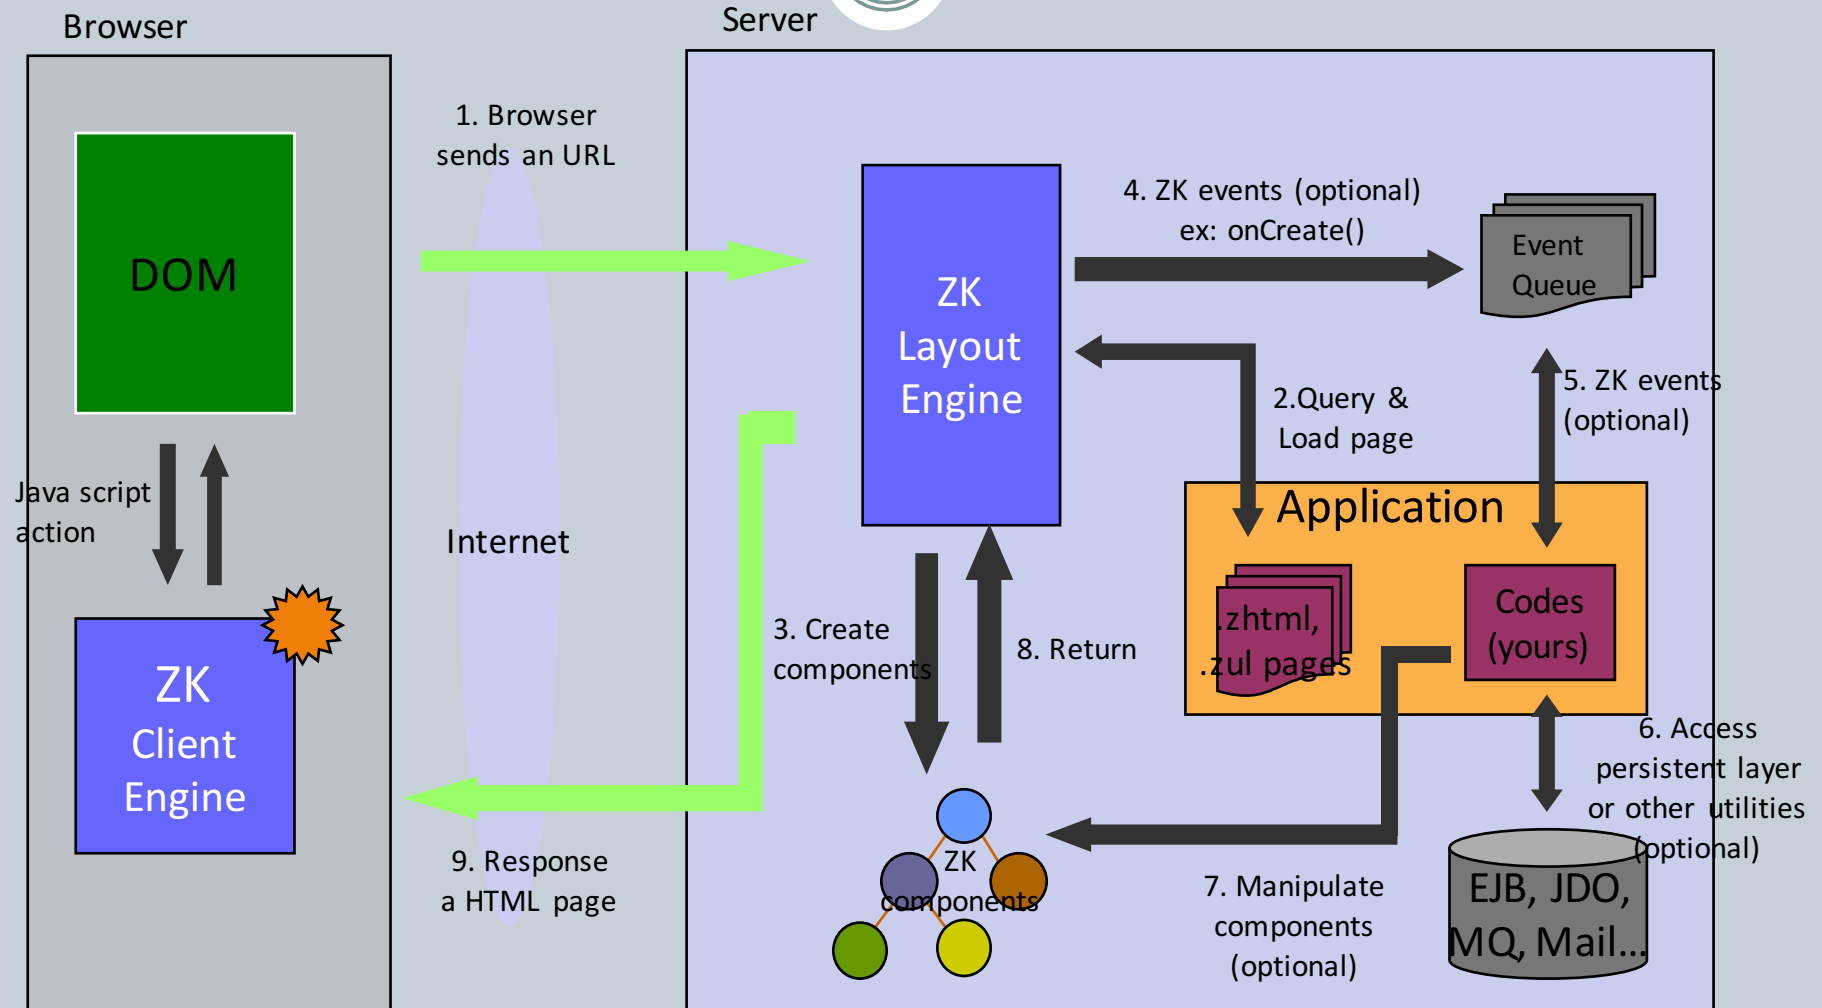 Browser
Server
1. Browser
sends an URL
DOM
ZK
Layout
Engine
4. ZK events (optional)
ex: onCreate()
Event
Queue
2.Query &
Load page
5. ZK events
(optional)
Java script
action
Internet
Application
.zhtml,
.zul pages
Codes
(yours)
3. Create
components
8. Return
ZK
Client
Engine
6. Access
persistent layer
or other utilities
(optional)
9. Response
a HTML page
ZK
components
7. Manipulate
components
(optional)
EJB, JDO,
MQ, Mail...